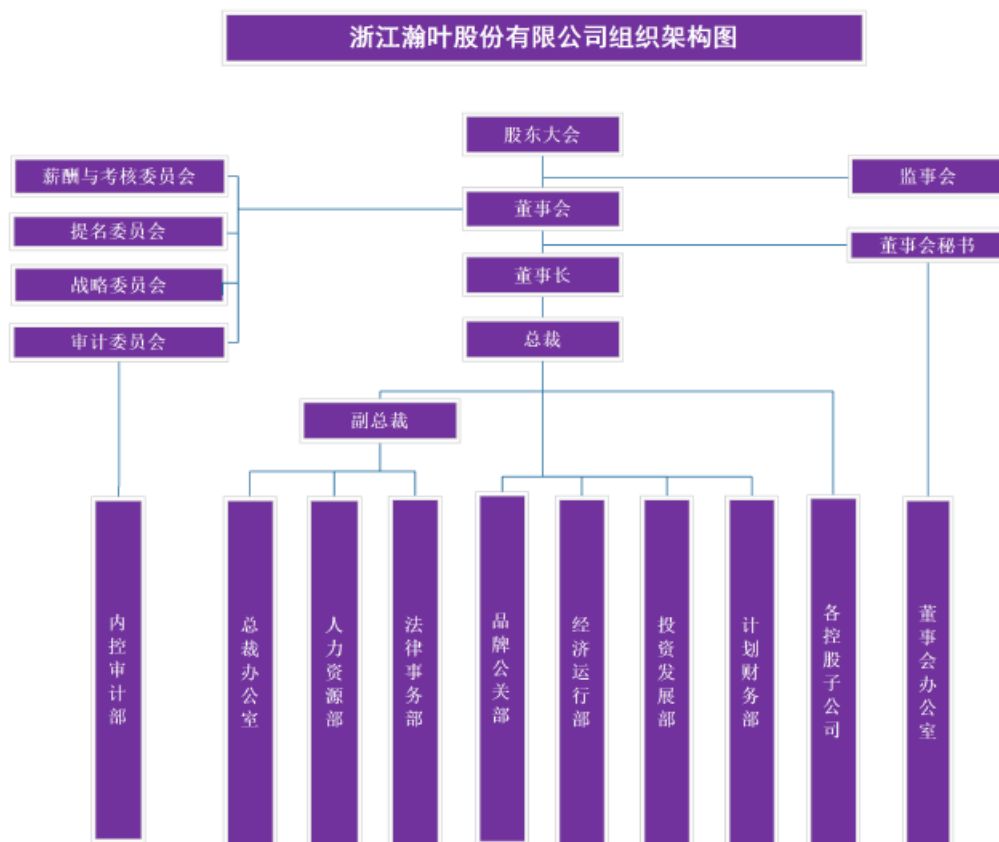 浙江瀚叶股份有限公司组织架构图
股东大会
薪酬与考核委员会
监事会
董事会
提名委员会
董事会秘书
董事长
战略委员会
总裁
审计委员会
副总裁
内控审计部
总裁办公室
人力资源部
法律事务部
品牌公关部
经济运行部
投资发展部
计划财务部
各控股子公司
董事会办公室